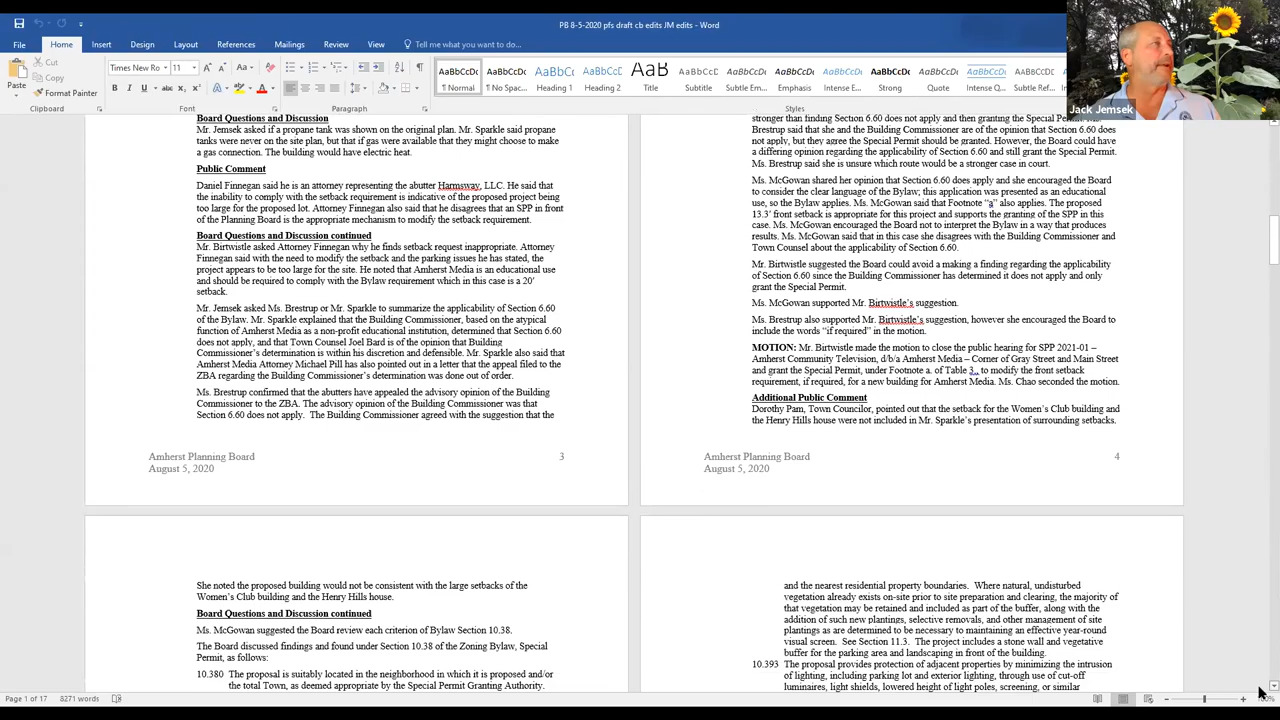 PB 8-5-2020 pfs draft cb edits JM edits - Word
File Home Insert Design Layout References Mailings Review View Tell me what you want to do...
Paste
Cut
Copy
Format Painter
Clipboard
Times New Ro 11
Font
Paragraph
AaBbCcDc AaBbCcDc AaBbCc AaBbCcC AaB AaBbCcC AaBbCcDc AaBbCcDc AaBbCcDc AaBbCcDc AaBbCcDc AaBbCcDc
¶ Normal ¶ No Spac... Heading 1 Heading 2 Title Subtitle Subtle Em... Emphasis Intense E... Strong Quote Intense Q... Subtle Ref...
Styles
Jack Jemsek
Board Questions and Discussion
Mr. Jemsek asked if a propane tank was shown on the original plan. Mr. Sparkle said propane
tanks were never on the site plan, but that if gas were available that they might choose to make
a gas connection. The building would have electric heat.
Public Comment
Daniel Finnegan said he is an attorney representing the abutter Harmsway, LLC. He said that
the inability to comply with the setback requirement is indicative of the proposed project being
too large for the proposed lot. Attorney Finnegan also said that he disagrees that an SPP in front
of the Planning Board is the appropriate mechanism to modify the setback requirement.
Board Questions and Discussion continued
Mr. Birtwistle asked Attorney Finnegan why he finds setback request inappropriate. Attorney
Finnegan said with the need to modify the setback and the parking issues he has stated, the
project appears to be too large for the site. He noted that Amherst Media is an educational use
and should be required to comply with the Bylaw requirement which in this case is a 20'
setback.
Mr. Jemsek asked Ms. Brestrup or Mr. Sparkle to summarize the applicability of Section 6.60
of the Bylaw. Mr. Sparkle explained that the Building Commissioner, based on the atypical
function of Amherst Media as a non-profit educational institution, determined that Section 6.60
does not apply, and that Town Counsel Joel Bard is of the opinion that Building
Commissioner's determination is within his discretion and defensible. Mr. Sparkle also said that
Amherst Media Attorney Michael Pill has also pointed out in a letter that the appeal filed to the
ZBA regarding the Building Commissioner's determination was done out of order.
Ms. Brestrup confirmed that the abutters have appealed the advisory opinion of the Building
Commissioner to the ZBA. The advisory opinion of the Building Commissioner was that
Section 6.60 does not apply. The Building Commissioner agreed with the suggestion that the
Amherst Planning Board 3
August 5, 2020
stronger than finding Section 6.60 does not apply and then granting the Special Permit. Ms.
Brestrup said that she and the Building Commissioner are of the opinion that Section 6.60 does
not apply, but they agree the Special Permit should be granted. However, the Board could have
a differing opinion regarding the applicability of Section 6.60 and still grant the Special Permit.
Ms. Brestrup said she is unsure which route would be a stronger case in court.
Ms. McGowan shared her opinion that Section 6.60 does apply and she encouraged the Board
to consider the clear language of the Bylaw; this application was presented as an educational
use, so the Bylaw applies. Ms. McGowan said that Footnote "a" also applies. The proposed
13.3' front setback is appropriate for this project and supports the granting of the SPP in this
case. Ms. McGowan encouraged the Board not to interpret the Bylaw in a way that produces
results. Ms. McGowan said that in this case she disagrees with the Building Commissioner and
Town Counsel about the applicability of Section 6.60.
Mr. Birtwistle suggested the Board could avoid a making a finding regarding the applicability
of Section 6.60 since the Building Commissioner has determined it does not apply and only
grant the Special Permit.
Ms. McGowan supported Mr. Birtwistle's suggestion.
Ms. Brestrup also supported Mr. Birtwistle's suggestion, however she encouraged the Board to
include the words "if required" in the motion.
MOTION: Mr. Birtwistle made the motion to close the public hearing for SPP 2021-01 –
Amherst Community Television, d/b/a Amherst Media – Corner of Gray Street and Main Street
and grant the Special Permit, under Footnote a. of Table 3., to modify the front setback
requirement, if required, for a new building for Amherst Media. Ms. Chao seconded the motion.
Additional Public Comment
Dorothy Pam, Town Councilor, pointed out that the setback for the Women's Club building and
the Henry Hills house were not included in Mr. Sparkle's presentation of surrounding setbacks.
Amherst Planning Board 4
August 5, 2020
She noted the proposed building would not be consistent with the large setbacks of the
Women's Club building and the Henry Hills house.
Board Questions and Discussion continued
Ms. McGowan suggested the Board review each criterion of Bylaw Section 10.38.
The Board discussed findings and found under Section 10.38 of the Zoning Bylaw, Special
Permit, as follows:
10.380 The proposal is suitably located in the neighborhood in which it is proposed and/or
the total Town, as deemed appropriate by the Special Permit Granting Authority.
and the nearest residential property boundaries. Where natural, undisturbed
vegetation already exists on-site prior to site preparation and clearing, the majority of
that vegetation may be retained and included as part of the buffer, along with the
addition of such new plantings, selective removals, and other management of site
plantings as are determined to be necessary to maintaining an effective year-round
visual screen. See Section 11.3. The project includes a stone wall and vegetative
buffer for the parking area and landscaping in front of the building.
10.393 The proposal provides protection of adjacent properties by minimizing the intrusion
of lighting, including parking lot and exterior lighting, through use of cut-off
luminaires, light shields, lowered height of light poles, screening, or similar
Page 1 of 17 8271 words